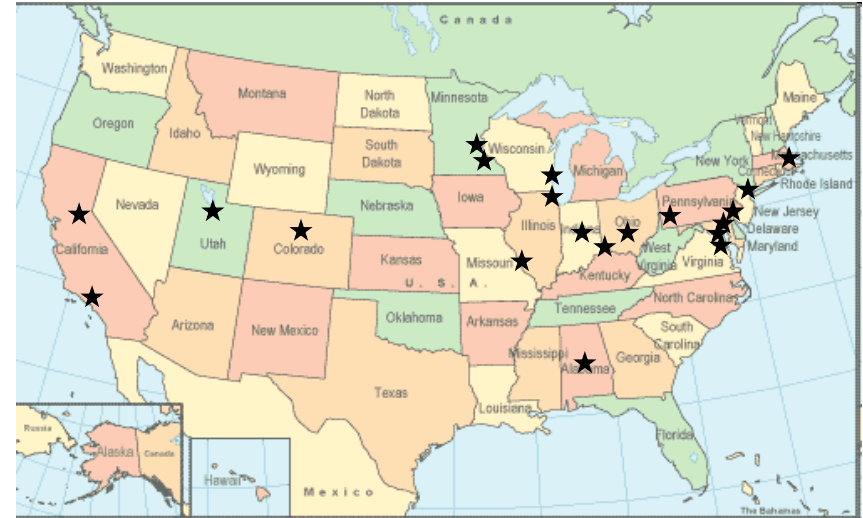 Canada
Washington
Montana
North
Dakota
Minnesota
Maine
Oregon
Idaho
South
Dakota
Wisconsin
Michigan
Vermont
New Hampshire
New York
Massachusetts
Connecticut
Rhode Island
Wyoming
Nevada
Utah
Colorado
Nebraska
Iowa
Illinois
Ohio
Pennsylvania
New Jersey
Delaware
Maryland
California
Kansas
Missouri
West
Virginia
Virginia
Kentucky
U. S. A.
Arizona
New Mexico
Oklahoma
Arkansas
Tennessee
North Carolina
South
Carolina
Mississippi
Alabama
Georgia
Texas
Louisiana
Florida
Russia
Alaska
Canada
Hawaii
Mexico
The Bahamas